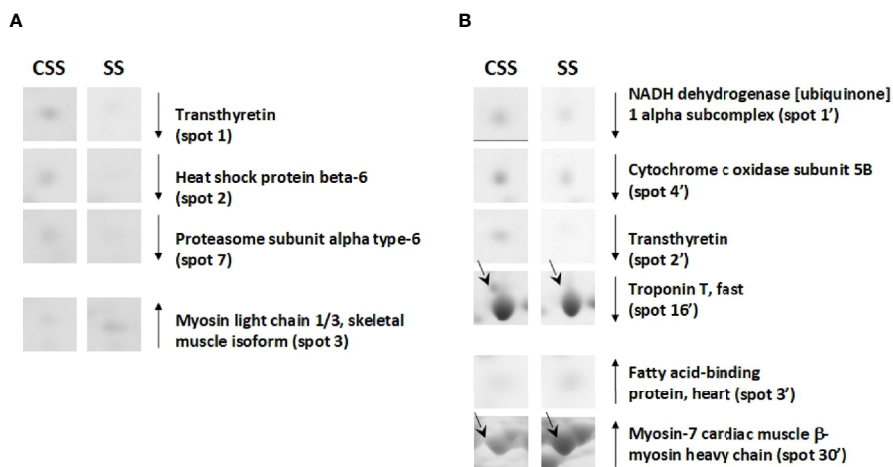 A
CSS SS
Transthyretin
(spot 1)
Heat shock protein beta-6
(spot 2)
Proteasome subunit alpha type-6
(spot 7)
Myosin light chain 1/3, skeletal
muscle isoform (spot 3)
B
CSS SS
NADH dehydrogenase [ubiquinone]
1 alpha subcomplex (spot 1’)
Cytochrome c oxidase subunit 5B
(spot 4’)
Transthyretin
(spot 2’)
Troponin T, fast
(spot 16’)
Fatty acid-binding
protein, heart (spot 3’)
Myosin-7 cardiac muscle β-
myosin heavy chain (spot 30’)